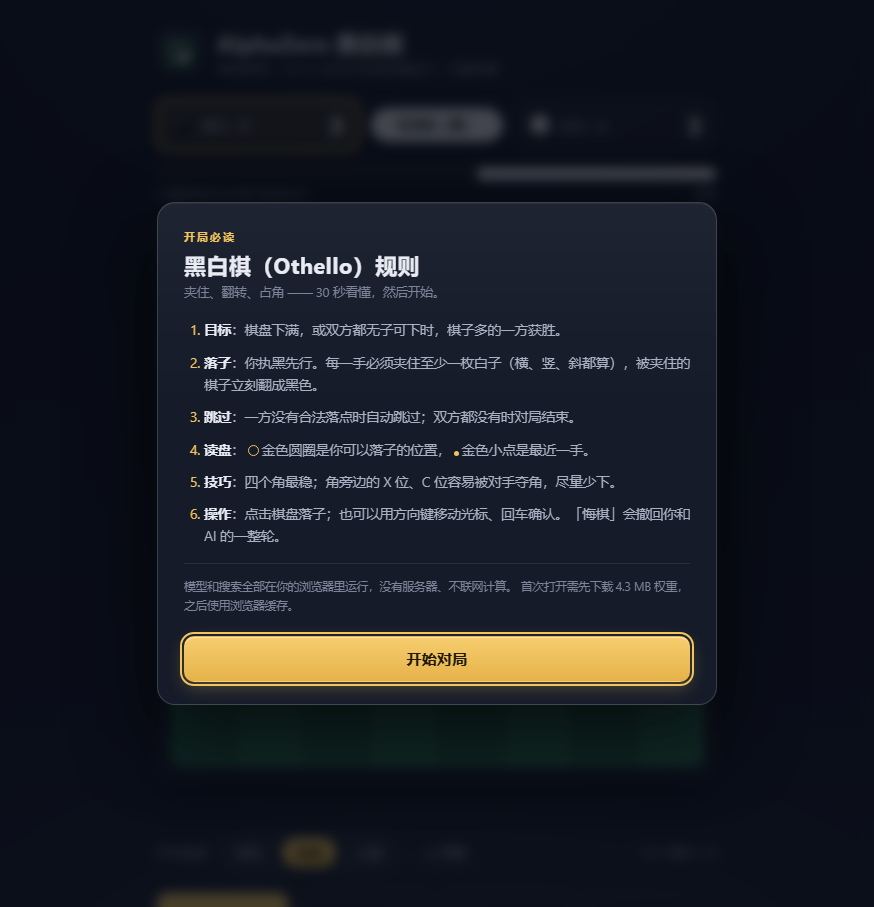 开局必读
黑白棋（Othello）规则
夹住、翻转、占角 —— 30 秒看懂，然后开始。
1. 目标：棋盘下满，或双方都无子可下时，棋子多的一方获胜。
2. 落子：你执黑先行。每一手必须夹住至少一枚白子（横、竖、斜都算），被夹住的
棋子立刻翻成黑色。
3. 跳过：一方没有合法落点时自动跳过；双方都没有时对局结束。
4. 读盘：金色圆圈是你可以落子的位置，金色小点是最近一手。
5. 技巧：四个角最稳；角旁边的 X 位、C 位容易被对手夺角，尽量少下。
6. 操作：点击棋盘落子；也可以用方向键移动光标、回车确认。「悔棋」会撤回你和
AI 的一整轮。
模型和搜索全部在你的浏览器里运行，没有服务器、不联网计算。 首次打开需先下载 4.3 MB 权重，
之后使用浏览器缓存。
开始对局